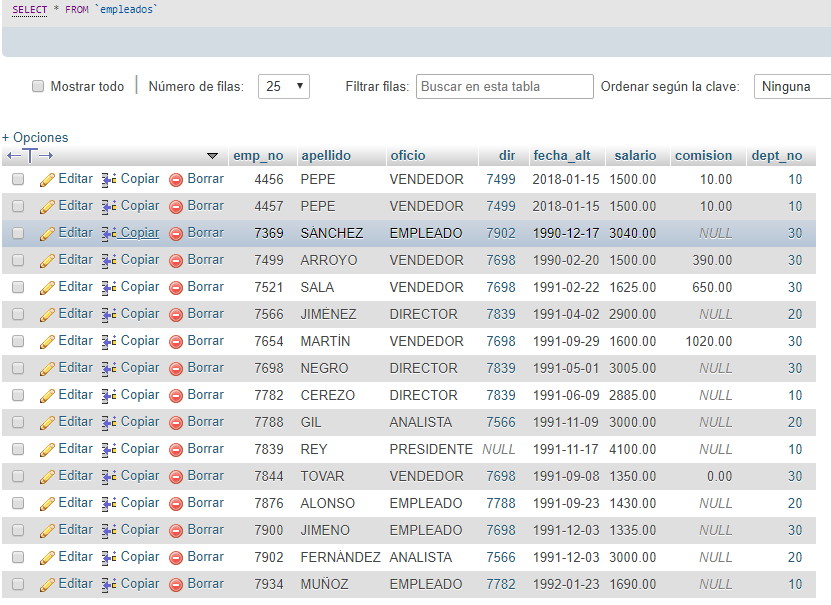 SELECT * FROM `empleados`
Mostrar todo Número de filas: 25 Filtrar filas: Buscar en esta tabla Ordenar según la clave: Ninguna
+ Opciones
emp_no apellido oficio dir fecha_alt salario comision dept_no
Editar Copiar Borrar 4456 PEPE VENDEDOR 7499 2018-01-15 1500.00 10.00 10
Editar Copiar Borrar 4457 PEPE VENDEDOR 7499 2018-01-15 1500.00 10.00 10
Editar Copiar Borrar 7369 SÁNCHEZ EMPLEADO 7902 1990-12-17 3040.00 NULL 30
Editar Copiar Borrar 7499 ARROYO VENDEDOR 7698 1990-02-20 1500.00 390.00 30
Editar Copiar Borrar 7521 SALA VENDEDOR 7698 1991-02-22 1625.00 650.00 30
Editar Copiar Borrar 7566 JIMÉNEZ DIRECTOR 7839 1991-04-02 2900.00 NULL 20
Editar Copiar Borrar 7654 MARTÍN VENDEDOR 7698 1991-09-29 1600.00 1020.00 30
Editar Copiar Borrar 7698 NEGRO DIRECTOR 7839 1991-05-01 3005.00 NULL 30
Editar Copiar Borrar 7782 CEREZO DIRECTOR 7839 1991-06-09 2885.00 NULL 10
Editar Copiar Borrar 7788 GIL ANALISTA 7566 1991-11-09 3000.00 NULL 20
Editar Copiar Borrar 7839 REY PRESIDENTE NULL 1991-11-17 4100.00 NULL 10
Editar Copiar Borrar 7844 TOVAR VENDEDOR 7698 1991-09-08 1350.00 0.00 30
Editar Copiar Borrar 7876 ALONSO EMPLEADO 7788 1991-09-23 1430.00 NULL 20
Editar Copiar Borrar 7900 JIMENO EMPLEADO 7698 1991-12-03 1335.00 NULL 30
Editar Copiar Borrar 7902 FERNÁNDEZ ANALISTA 7566 1991-12-03 3000.00 NULL 20
Editar Copiar Borrar 7934 MUÑOZ EMPLEADO 7782 1992-01-23 1690.00 NULL 10